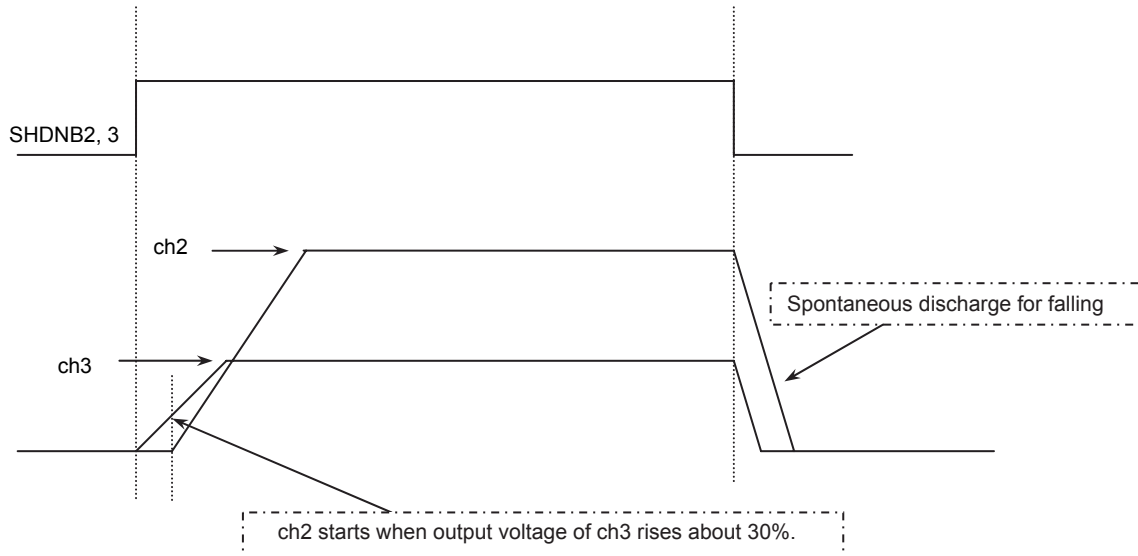 SHDNB2, 3
ch2
Spontaneous discharge for falling
ch3
ch2 starts when output voltage of ch3 rises about 30%.